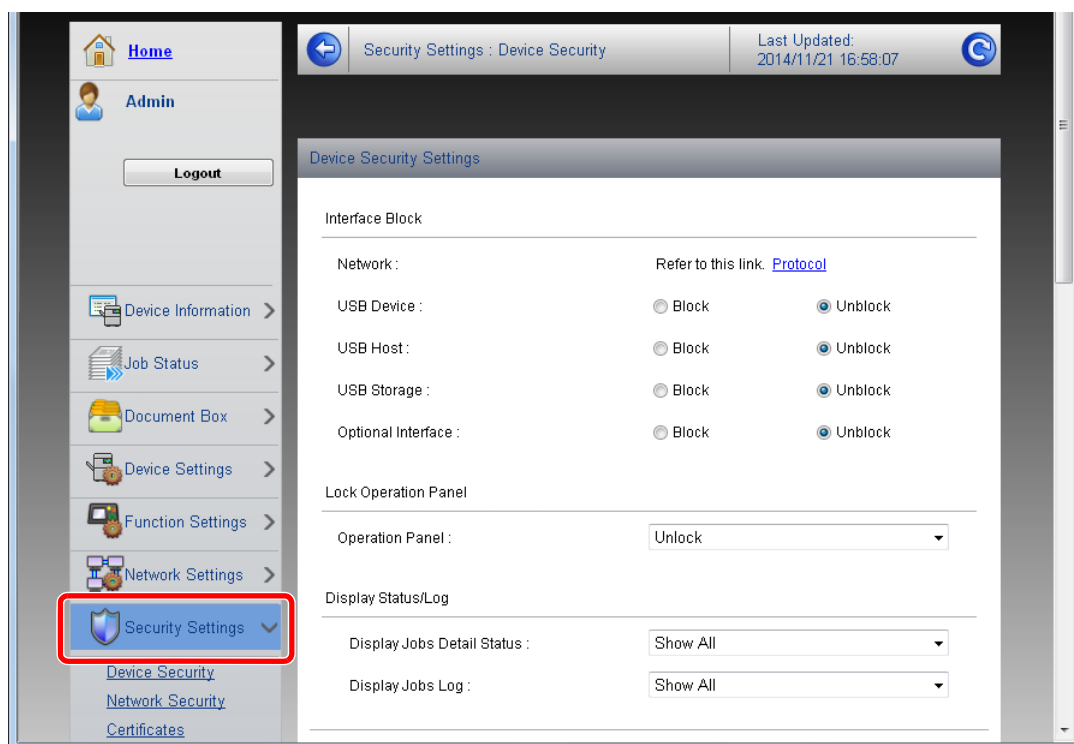 Home
Admin
Logout
Device Information
Job Status
Document Box
Device Settings
Function Settings
Network Settings
Security Settings
Device Security
Network Security
Certificates
Security Settings : Device Security
Last Updated:
2014/11/21 16:58:07
Device Security Settings
Interface Block
Network : Refer to this link. Protocol
USB Device : Block Unblock
USB Host : Block Unblock
USB Storage : Block Unblock
Optional Interface : Block Unblock
Lock Operation Panel
Operation Panel : Unlock
Display Status/Log
Display Jobs Detail Status : Show All
Display Jobs Log : Show All